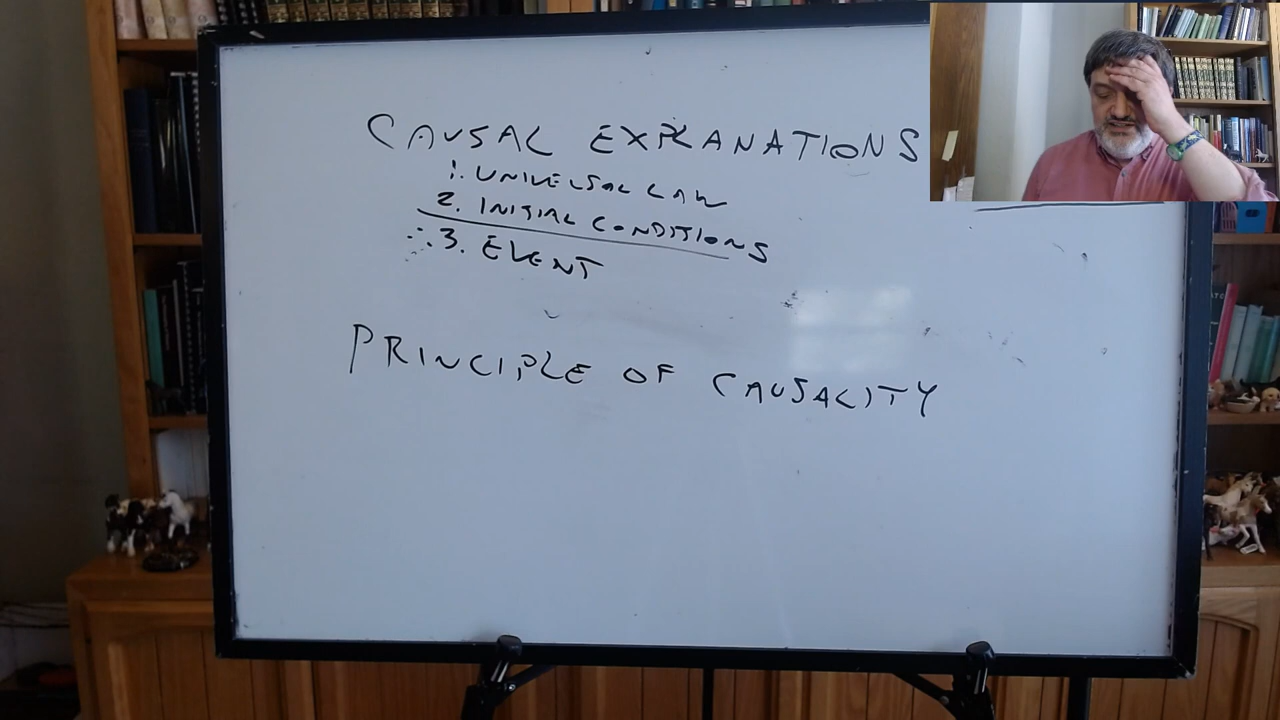 CAUSAL EXPLANATIONS
1. UNIVERSAL LAW
2. INITIAL CONDITIONS
∴ 3. EVENT
PRINCIPLE OF CAUSALITY